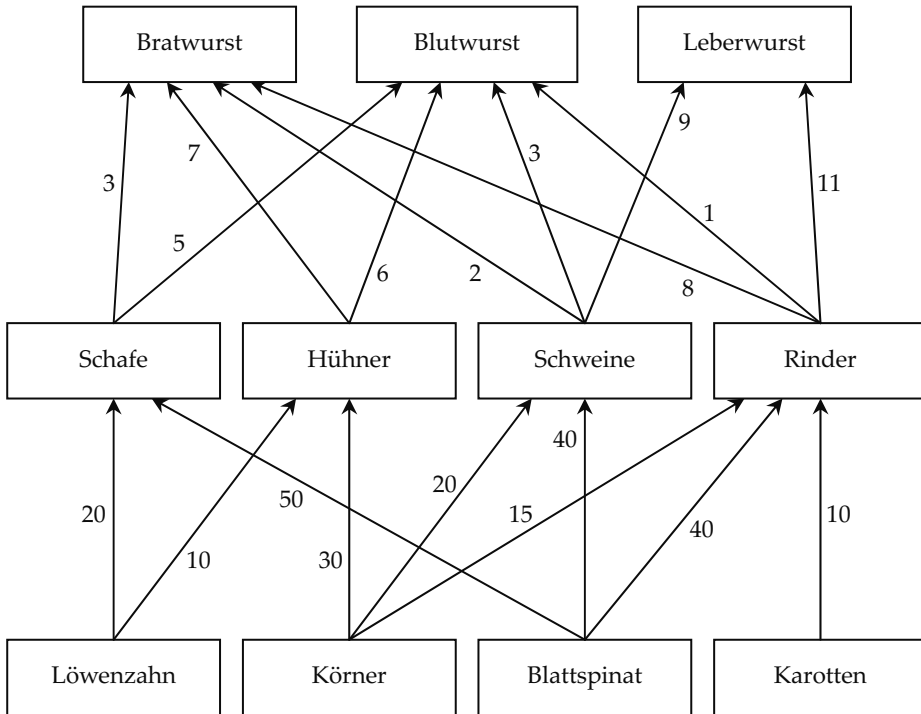 Bratwurst Blutwurst Leberwurst
9
7 3
3 11
1
5
6 2 8
Schafe Hühner Schweine Rinder
40
20
50
20 15 10
40
10 30
Löwenzahn Körner Blattspinat Karotten